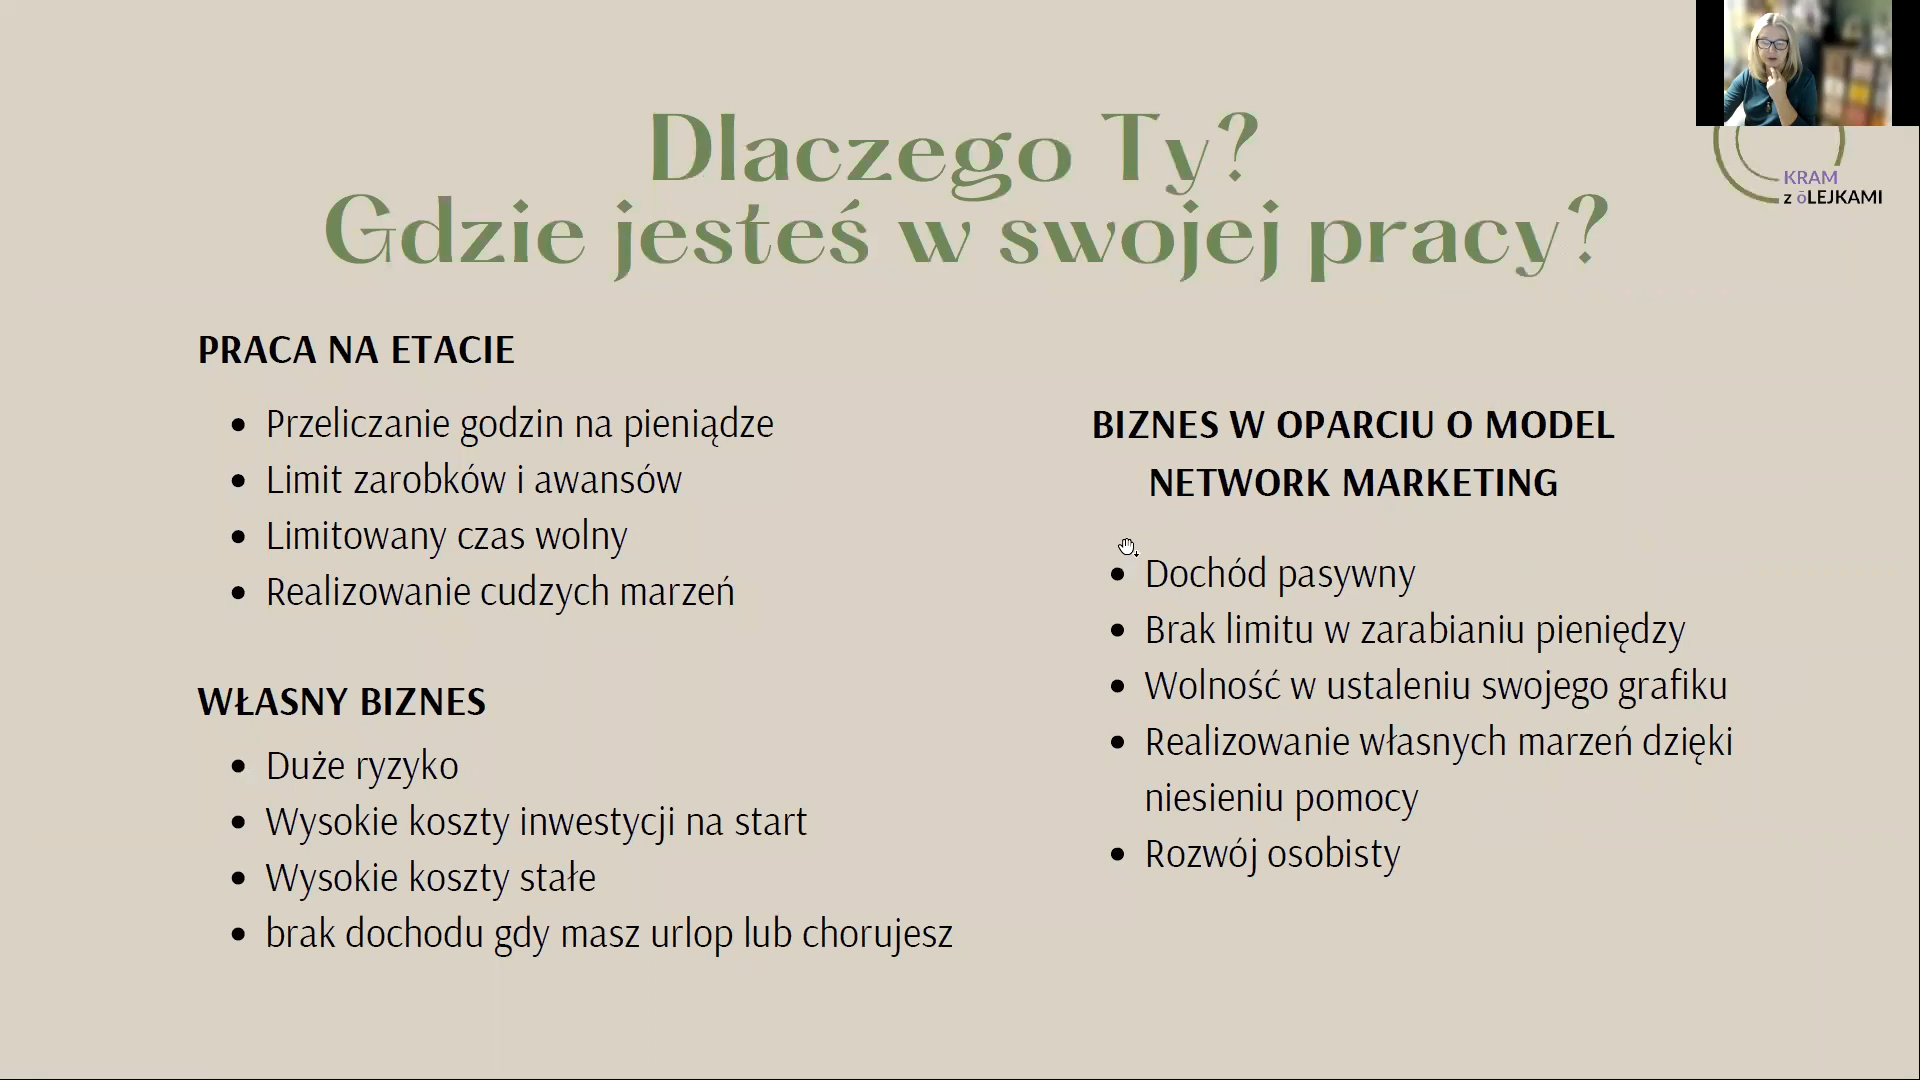 Dlaczego Ty?
Gdzie jesteś w swojej pracy?
KRAM
z ōLEJKAMI
PRACA NA ETACIE
• Przeliczanie godzin na pieniądze
• Limit zarobków i awansów
• Limitowany czas wolny
• Realizowanie cudzych marzeń
WŁASNY BIZNES
• Duże ryzyko
• Wysokie koszty inwestycji na start
• Wysokie koszty stałe
• brak dochodu gdy masz urlop lub chorujesz
BIZNES W OPARCIU O MODEL
NETWORK MARKETING
• Dochód pasywny
• Brak limitu w zarabianiu pieniędzy
• Wolność w ustaleniu swojego grafiku
• Realizowanie własnych marzeń dzięki
niesieniu pomocy
• Rozwój osobisty